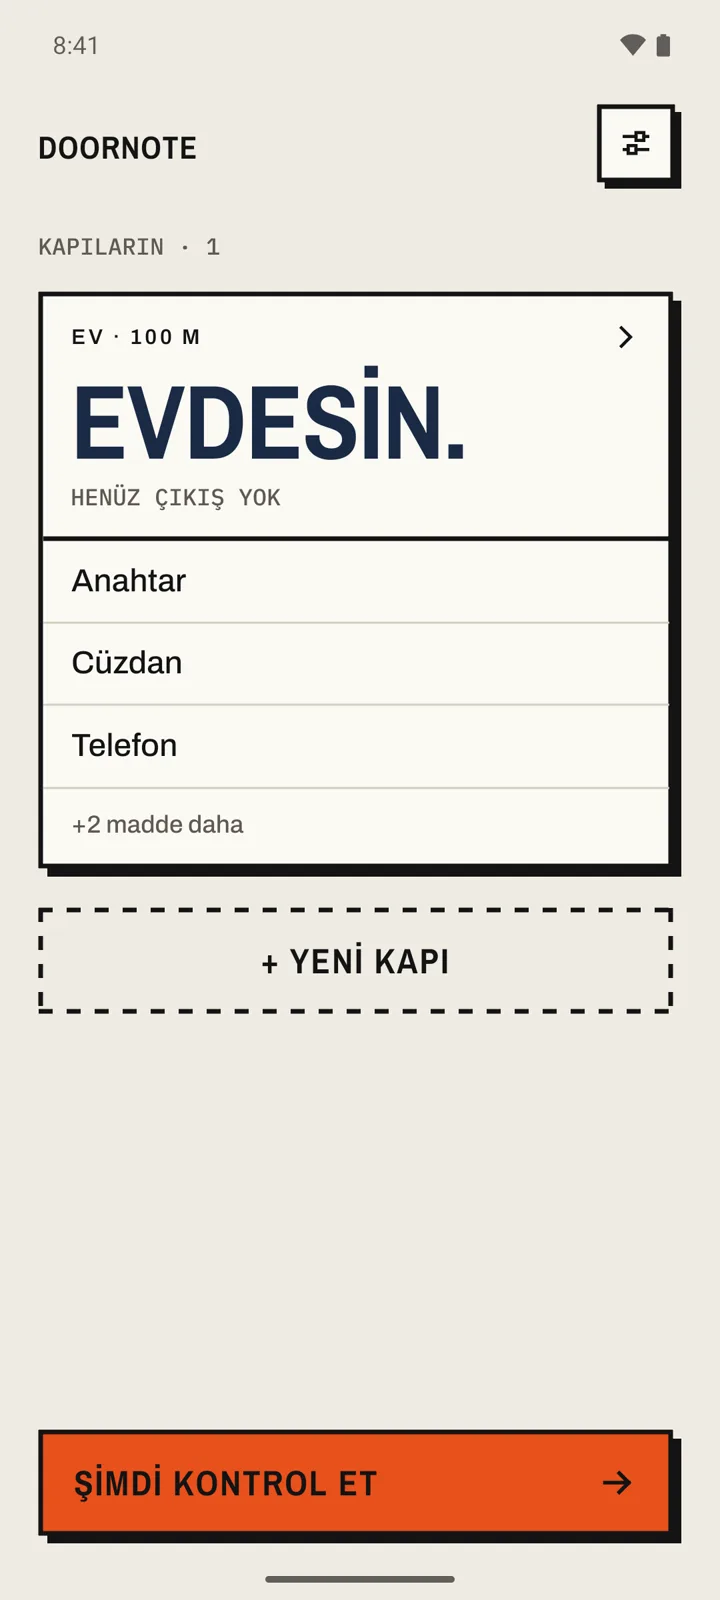 8:41
DOORNOTE
KAPILARIN · 1
EV · 100 M
EVDESİN.
HENÜZ ÇIKIŞ YOK
Anahtar
Cüzdan
Telefon
+2 madde daha
+ YENİ KAPI
ŞİMDİ KONTROL ET